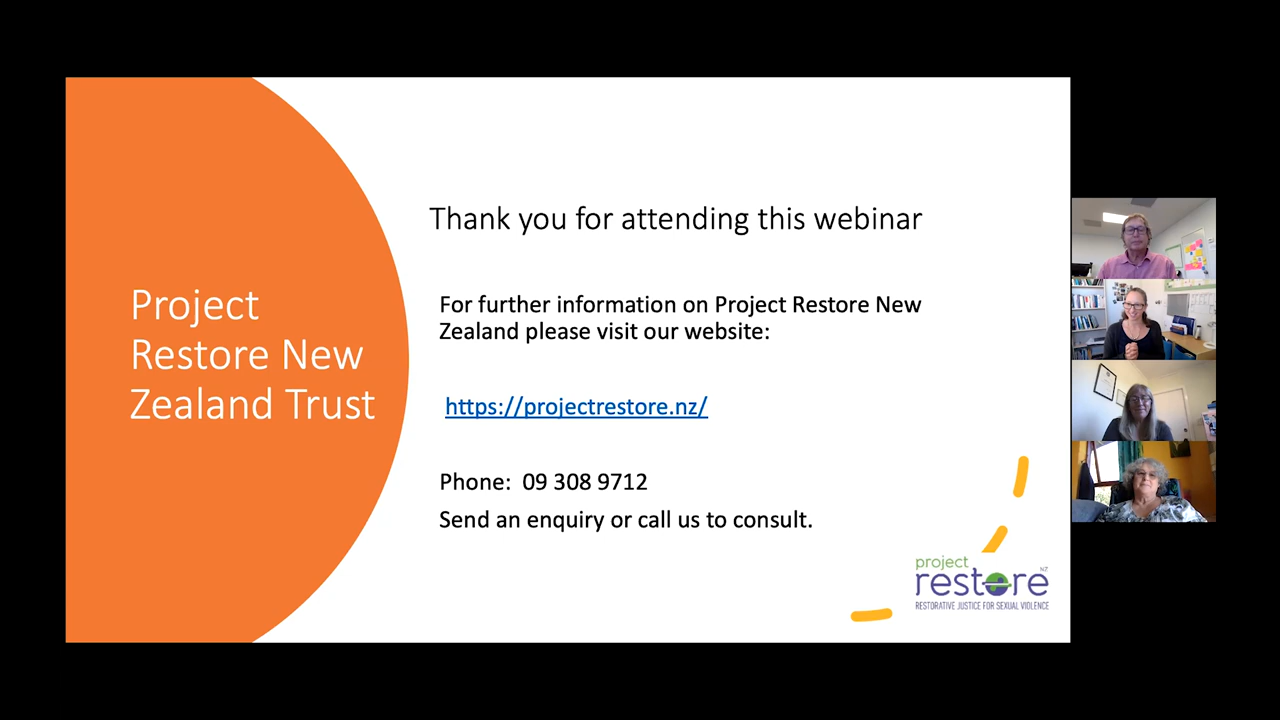 Project
Restore New
Zealand Trust
Thank you for attending this webinar
For further information on Project Restore New
Zealand please visit our website:
https://projectrestore.nz/
Phone:  09 308 9712
Send an enquiry or call us to consult.
project
restore NZ
RESTORATIVE JUSTICE FOR SEXUAL VIOLENCE